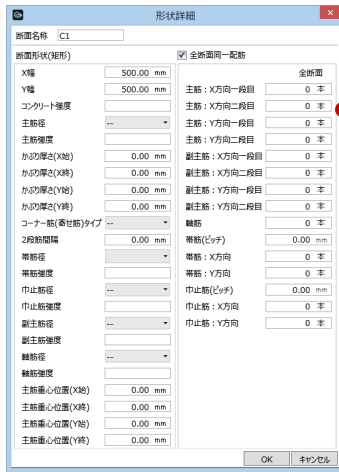 形状詳細
断面名称 C1
断面形状(矩形)
X幅 500.00 mm
Y幅 500.00 mm
コンクリート強度
主筋径 --
主筋強度
かぶり厚さ(X始) 0.00 mm
かぶり厚さ(X終) 0.00 mm
かぶり厚さ(Y始) 0.00 mm
かぶり厚さ(Y終) 0.00 mm
コーナー筋(寄せ筋)タイプ --
2段筋間隔 0.00 mm
帯筋径
帯筋強度
中止筋径 --
中止筋強度
副主筋径 --
副主筋強度
軸筋径 --
軸筋強度
主筋重心位置(X始) 0.00 mm
主筋重心位置(X終) 0.00 mm
主筋重心位置(Y始) 0.00 mm
主筋重心位置(Y終) 0.00 mm
全断面同一配筋
全断面
主筋：X方向一段目 0 本
主筋：X方向二段目 0 本
主筋：Y方向一段目 0 本
主筋：Y方向二段目 0 本
副主筋：X方向一段目 0 本
副主筋：X方向二段目 0 本
副主筋：Y方向一段目 0 本
副主筋：Y方向二段目 0 本
軸筋 0 本
帯筋(ピッチ) 0.00 mm
帯筋：X方向 0 本
帯筋：Y方向 0 本
中止筋(ピッチ) 0.00 mm
中止筋：X方向 0 本
中止筋：Y方向 0 本
OK キャンセル